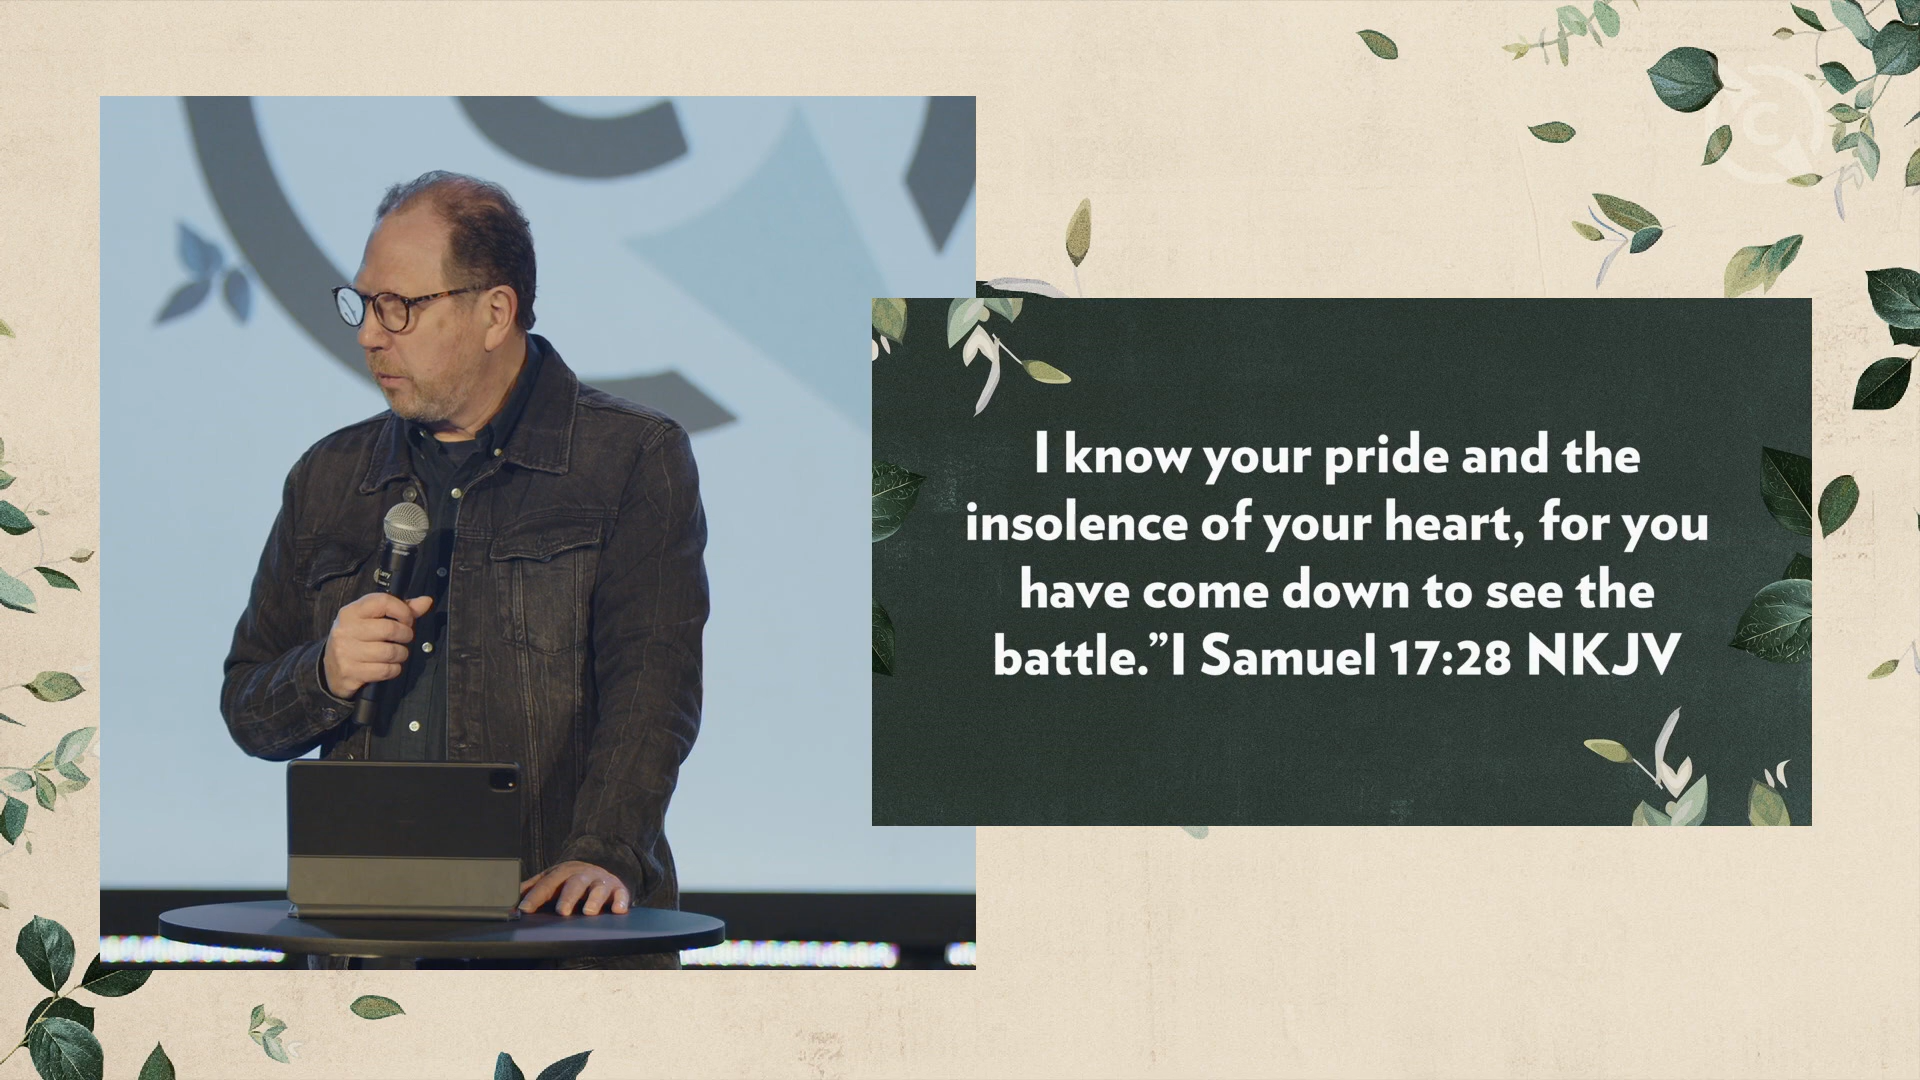 I know your pride and the
insolence of your heart, for you
have come down to see the
battle.”I Samuel 17:28 NKJV
Larry
C